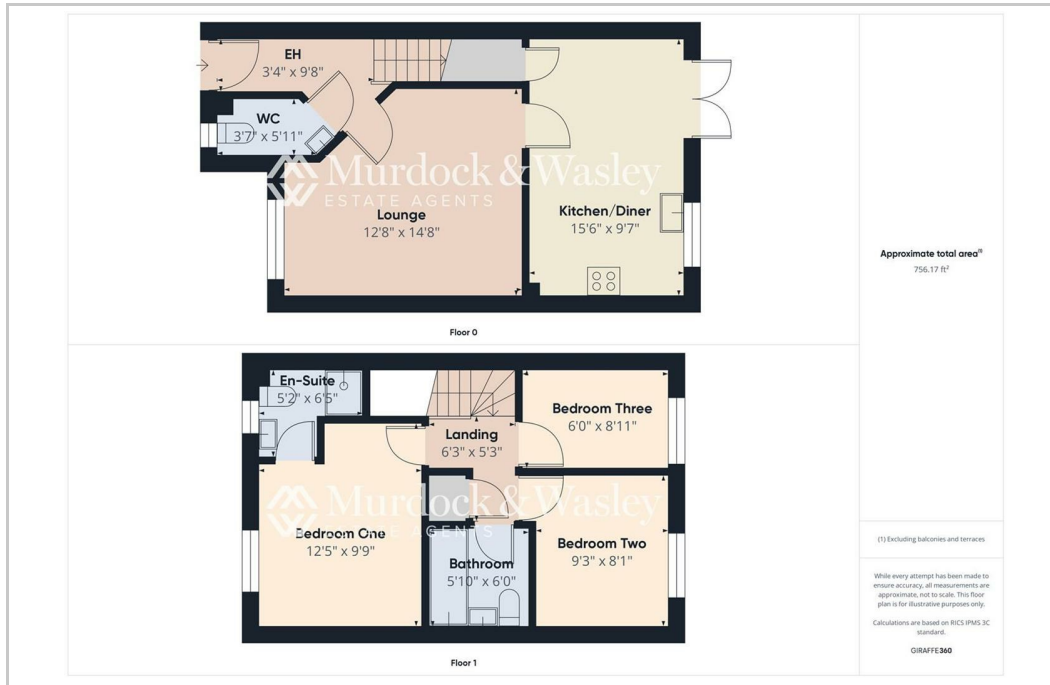 EH
3'4" x 9'8"
WC
3'7" x 5'11"
Murdock & Wasley
ESTATE AGENTS
Lounge
12'8" x 14'8"
Kitchen/Diner
15'6" x 9'7"
Floor 0
Approximate total area⁽¹⁾
756.17 ft²
En-Suite
5'2" x 6'5"
Landing
6'3" x 5'3"
Bedroom Three
6'0" x 8'11"
Murdock & Wasley
ESTATE AGENTS
Bedroom One
12'5" x 9'9"
Bathroom
5'10" x 6'0"
Bedroom Two
9'3" x 8'1"
Floor 1
(1) Excluding balconies and terraces
While every attempt has been made to
ensure accuracy, all measurements are
approximate, not to scale. This floor
plan is for illustrative purposes only.
Calculations are based on RICS IPMS 3C
standard.
GIRAFFE360